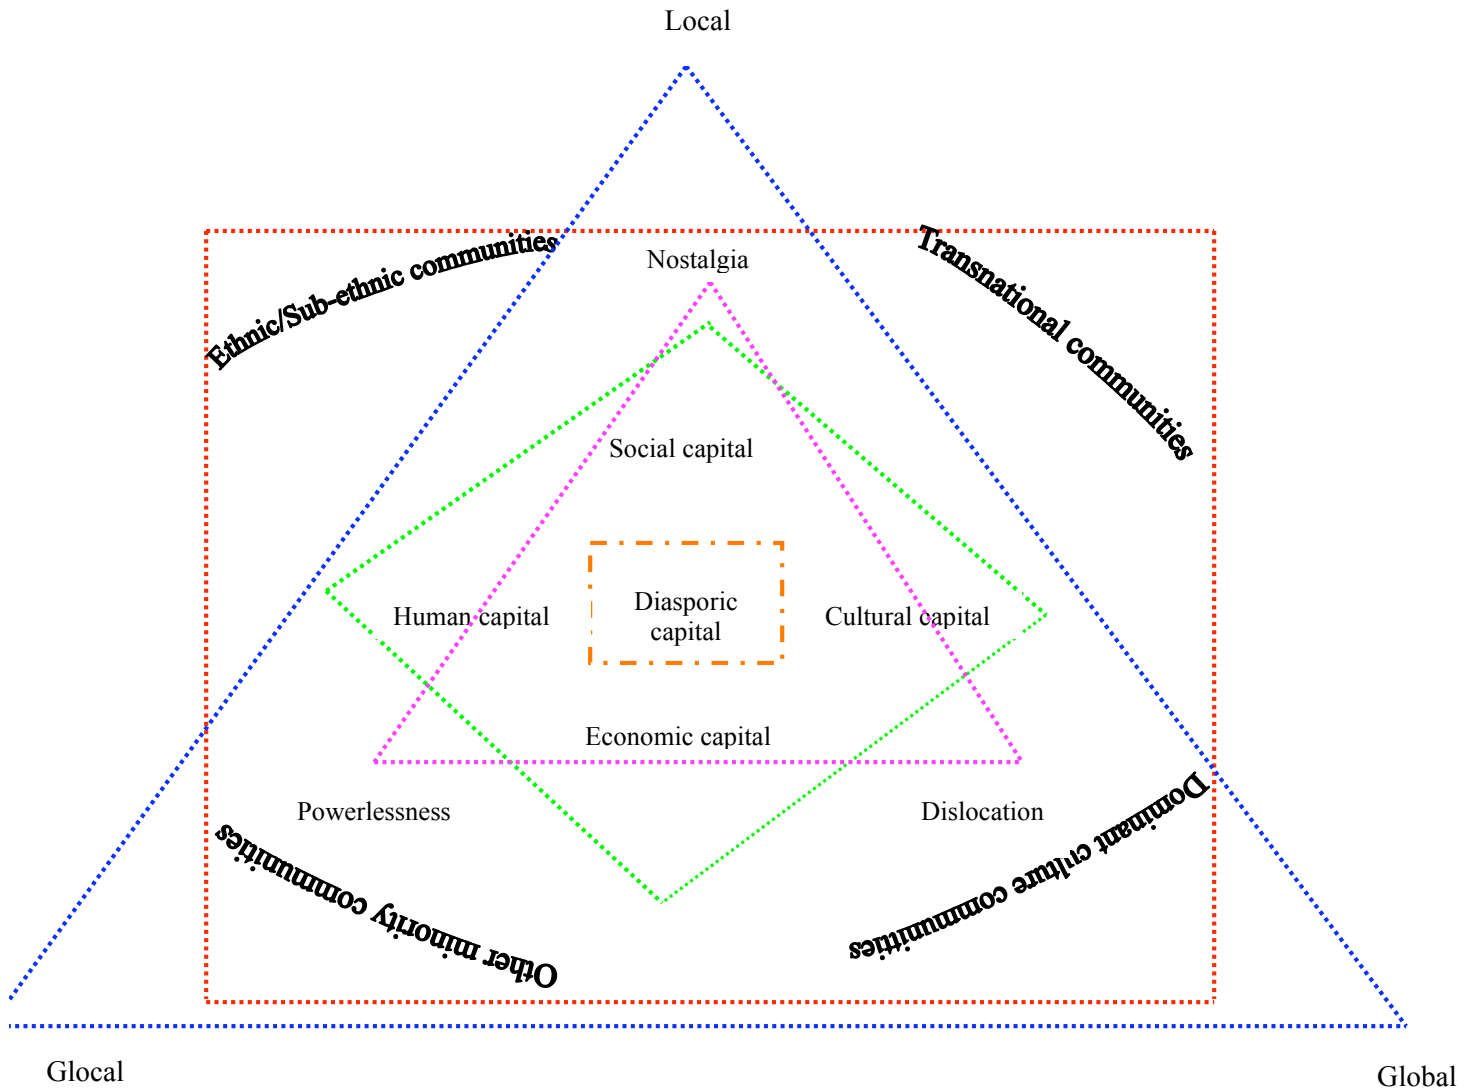 Local
Ethnic/Sub-ethnic communities
Transnational communities
Nostalgia
Social capital
Human capital
Diasporic
capital
Cultural capital
Economic capital
Powerlessness
Dislocation
Other minority communities
Dominant culture communities
Glocal
Global